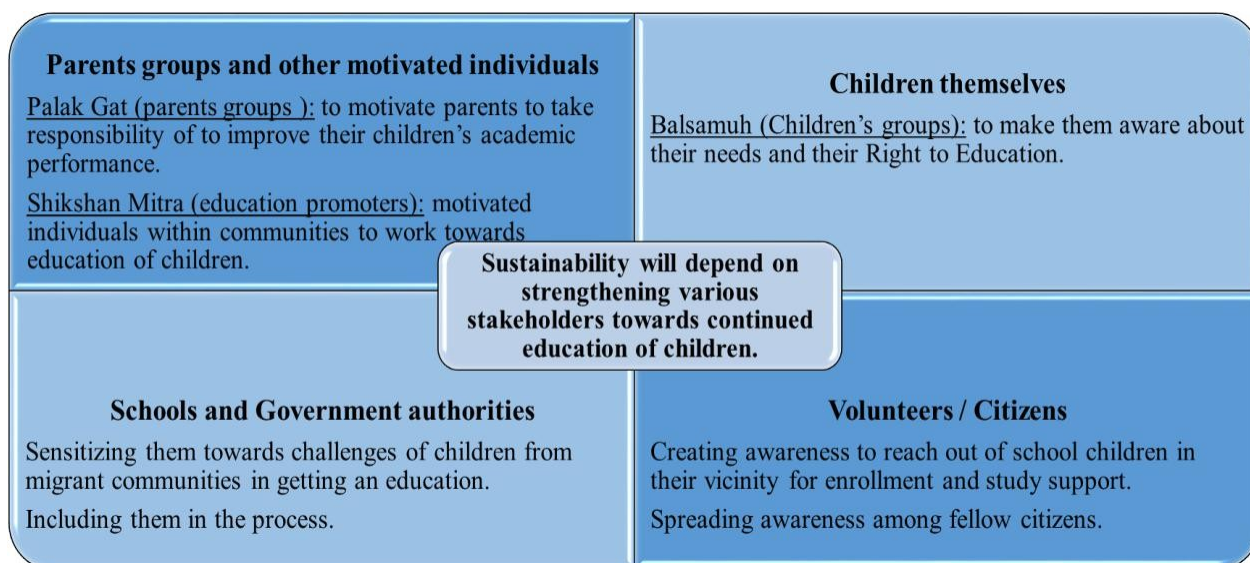 Parents groups and other motivated individuals
Palak Gat (parents groups ): to motivate parents to take
responsibility of to improve their children's academic
performance.
Shikshan Mitra (education promoters): motivated
individuals within communities to work towards
education of children.
Children themselves
Balsamuh (Children's groups): to make them aware about
their needs and their Right to Education.
Sustainability will depend on
strengthening various
stakeholders towards continued
education of children.
Schools and Government authorities
Sensitizing them towards challenges of children from
migrant communities in getting an education.
Including them in the process.
Volunteers / Citizens
Creating awareness to reach out of school children in
their vicinity for enrollment and study support.
Spreading awareness among fellow citizens.